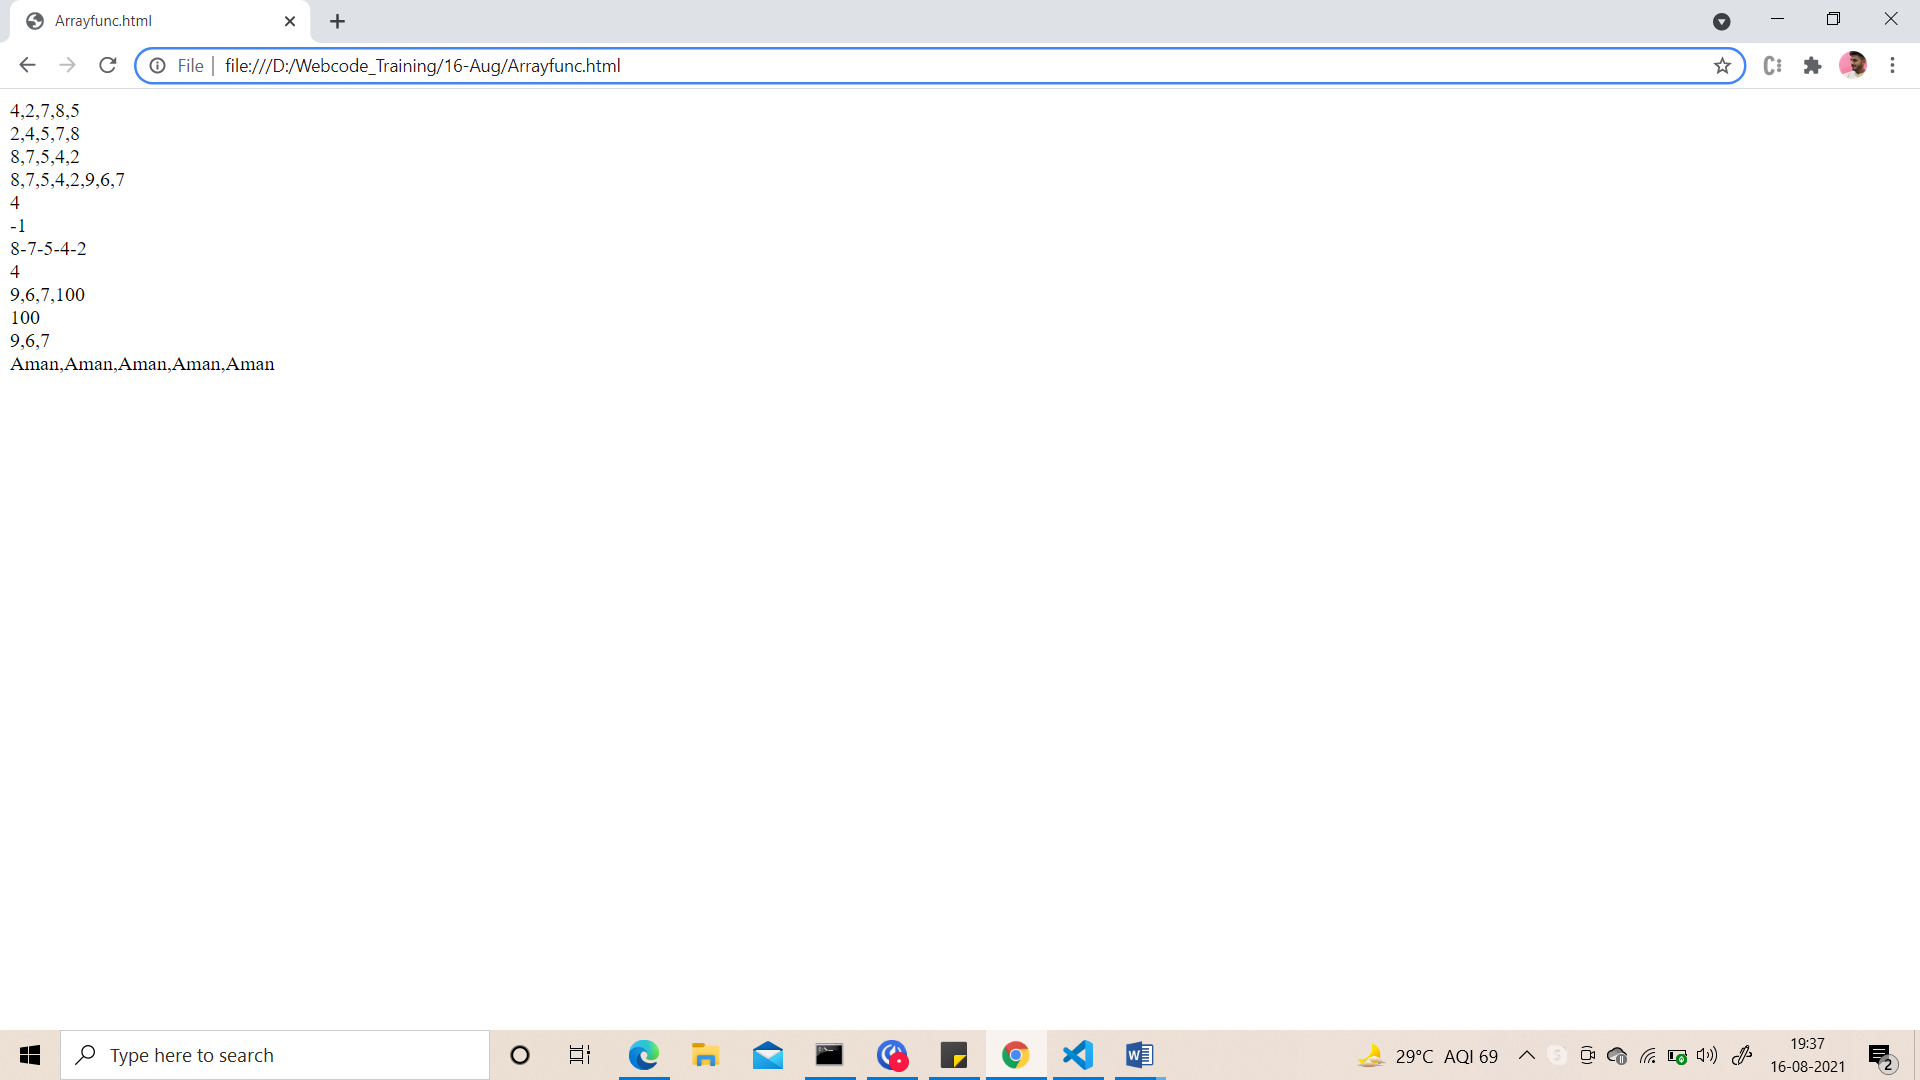 Arrayfunc.html
File
file:///D:/Webcode_Training/16-Aug/Arrayfunc.html
4,2,7,8,5
2,4,5,7,8
8,7,5,4,2
8,7,5,4,2,9,6,7
4
-1
8-7-5-4-2
4
9,6,7,100
100
9,6,7
Aman,Aman,Aman,Aman,Aman
Type here to search
29°C AQI 69
19:37
16-08-2021
2